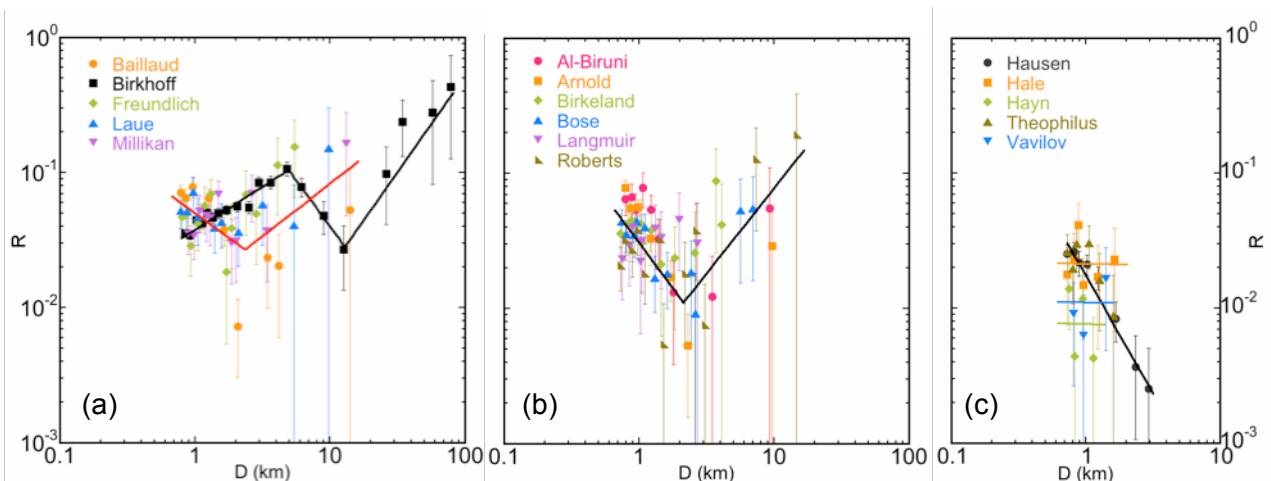 10⁰
10⁻¹
10⁻²
10⁻³
R
Baillaud
Birkhoff
Freundlich
Laue
Millikan
(a)
0.1
1
10
100
D (km)
Al-Biruni
Arnold
Birkeland
Bose
Langmuir
Roberts
(b)
0.1
1
10
100
D (km)
Hausen
Hale
Hayn
Theophilus
Vavilov
(c)
0.1
1
10
D (km)
10⁰
10⁻¹
R
10⁻²
10⁻³